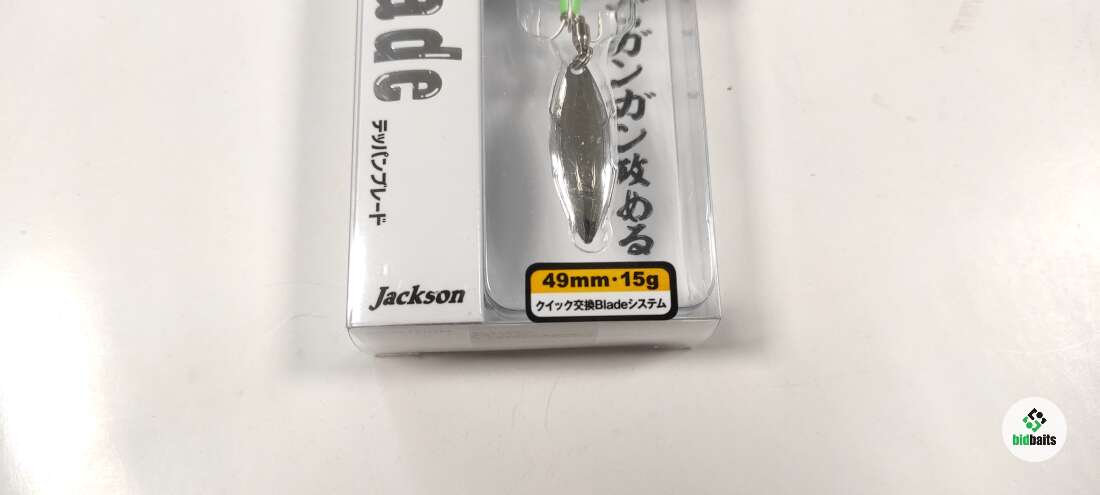 ade
テッパンブレード
Jackson
ガンガン攻める
49mm·15g
クイック交換Bladeシステム
bidbaits